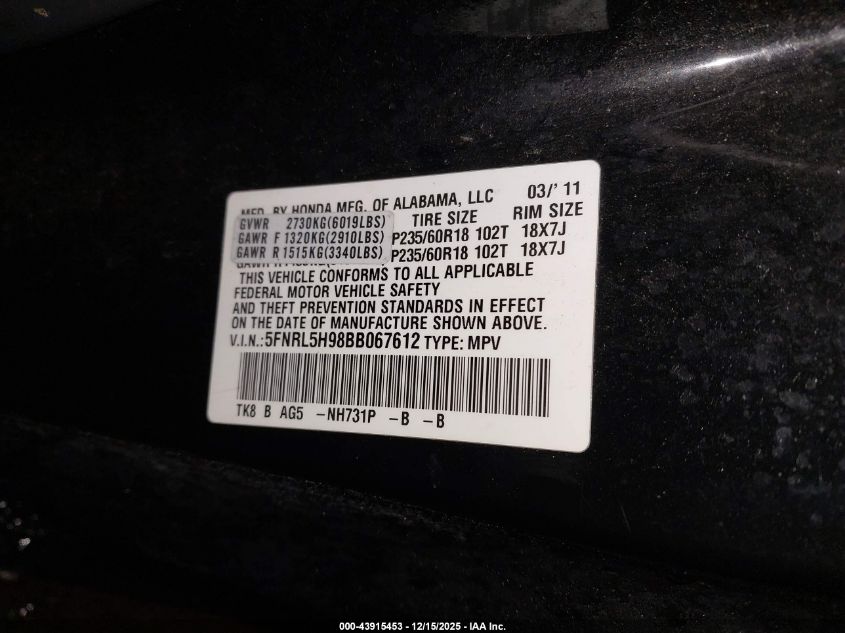 MFD. BY HONDA MFG. OF ALABAMA, LLC 03/'11
TIRE SIZE RIM SIZE
GVWR 2730KG(6019LBS)
GAWR F 1320KG(2910LBS) P235/60R18 102T 18X7J
GAWR R 1515KG(3340LBS) P235/60R18 102T 18X7J
THIS VEHICLE CONFORMS TO ALL APPLICABLE
FEDERAL MOTOR VEHICLE SAFETY
AND THEFT PREVENTION STANDARDS IN EFFECT
ON THE DATE OF MANUFACTURE SHOWN ABOVE.
V.I.N.:5FNRL5H98BB067612 TYPE: MPV
TK8 B AG5 -NH731P -B -B
000-43915453 - 12/15/2025 - IAA Inc.